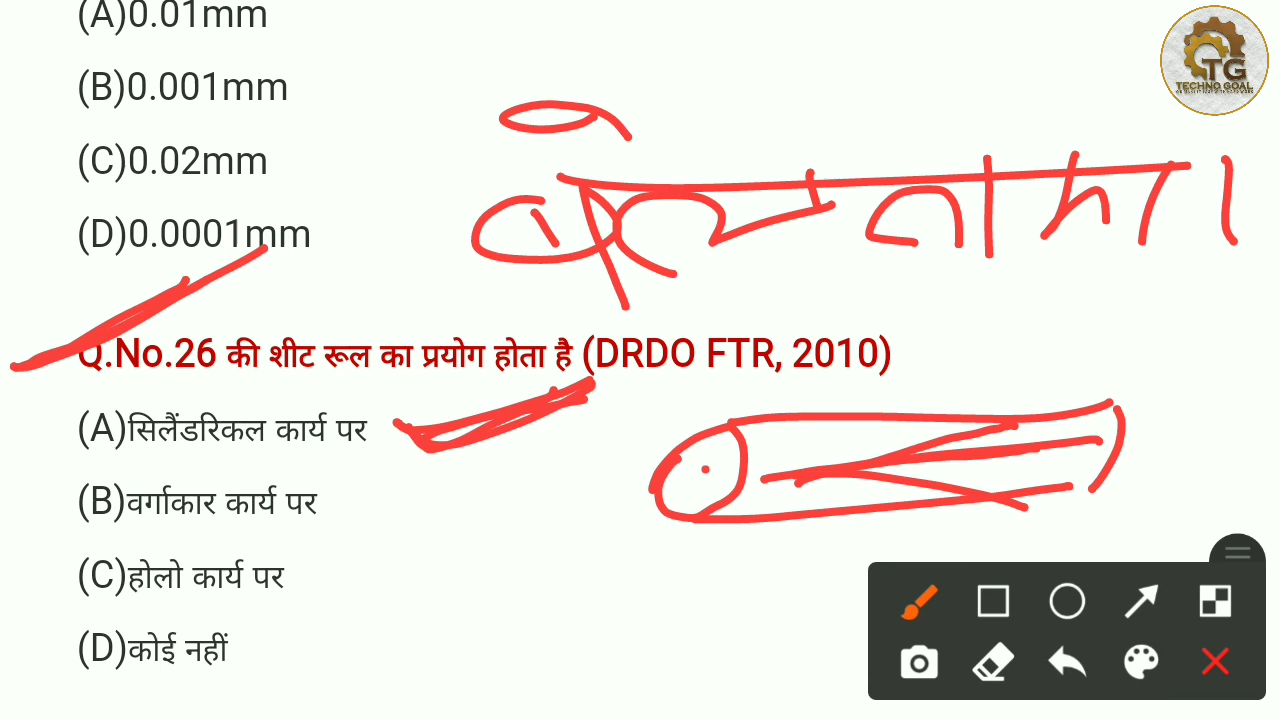 (A)0.01mm
(B)0.001mm
(C)0.02mm
(D)0.0001mm
Q.No.26 की शीट रूल का प्रयोग होता है (DRDO FTR, 2010)
(A)सिलैंडरिकल कार्य पर
(B)वर्गाकार कार्य पर
(C)होलो कार्य पर
(D)कोई नहीं
TG
TECHNO GOAL